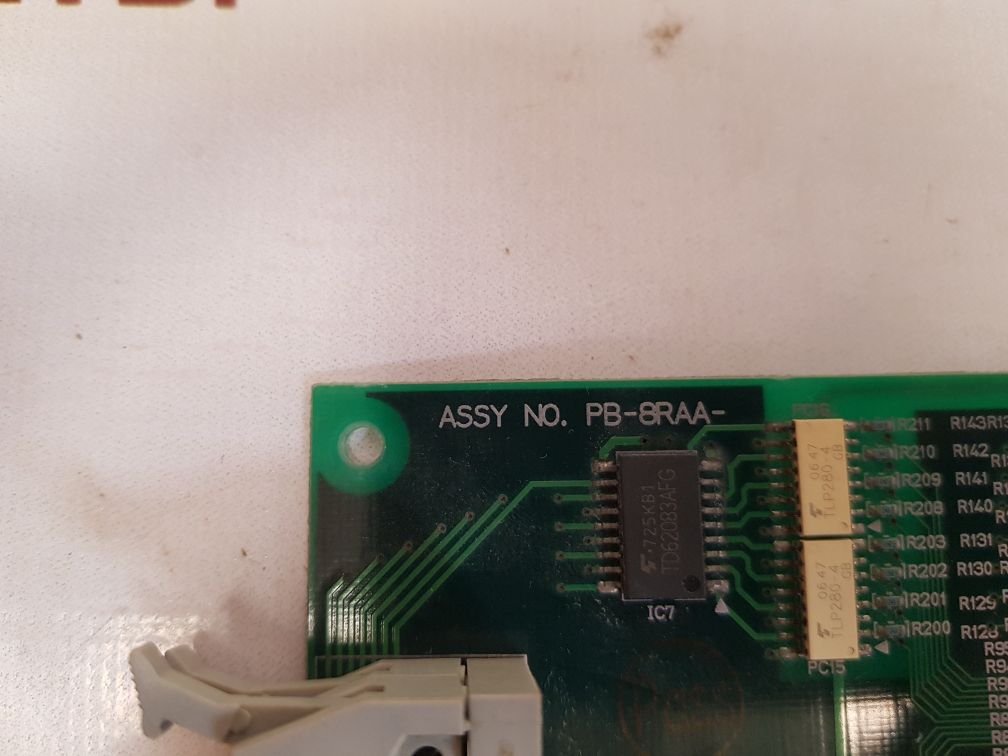 ASSY NO. PB-8RAA-
725KB1
TD62083AFG
IC7
0647
TLP280-4
GB
0647
TLP280-4
GB
PC15
R211
R210
R209
R208
R203
R202
R201
R200
R143
R142
R141
R140
R131
R130
R129
R128